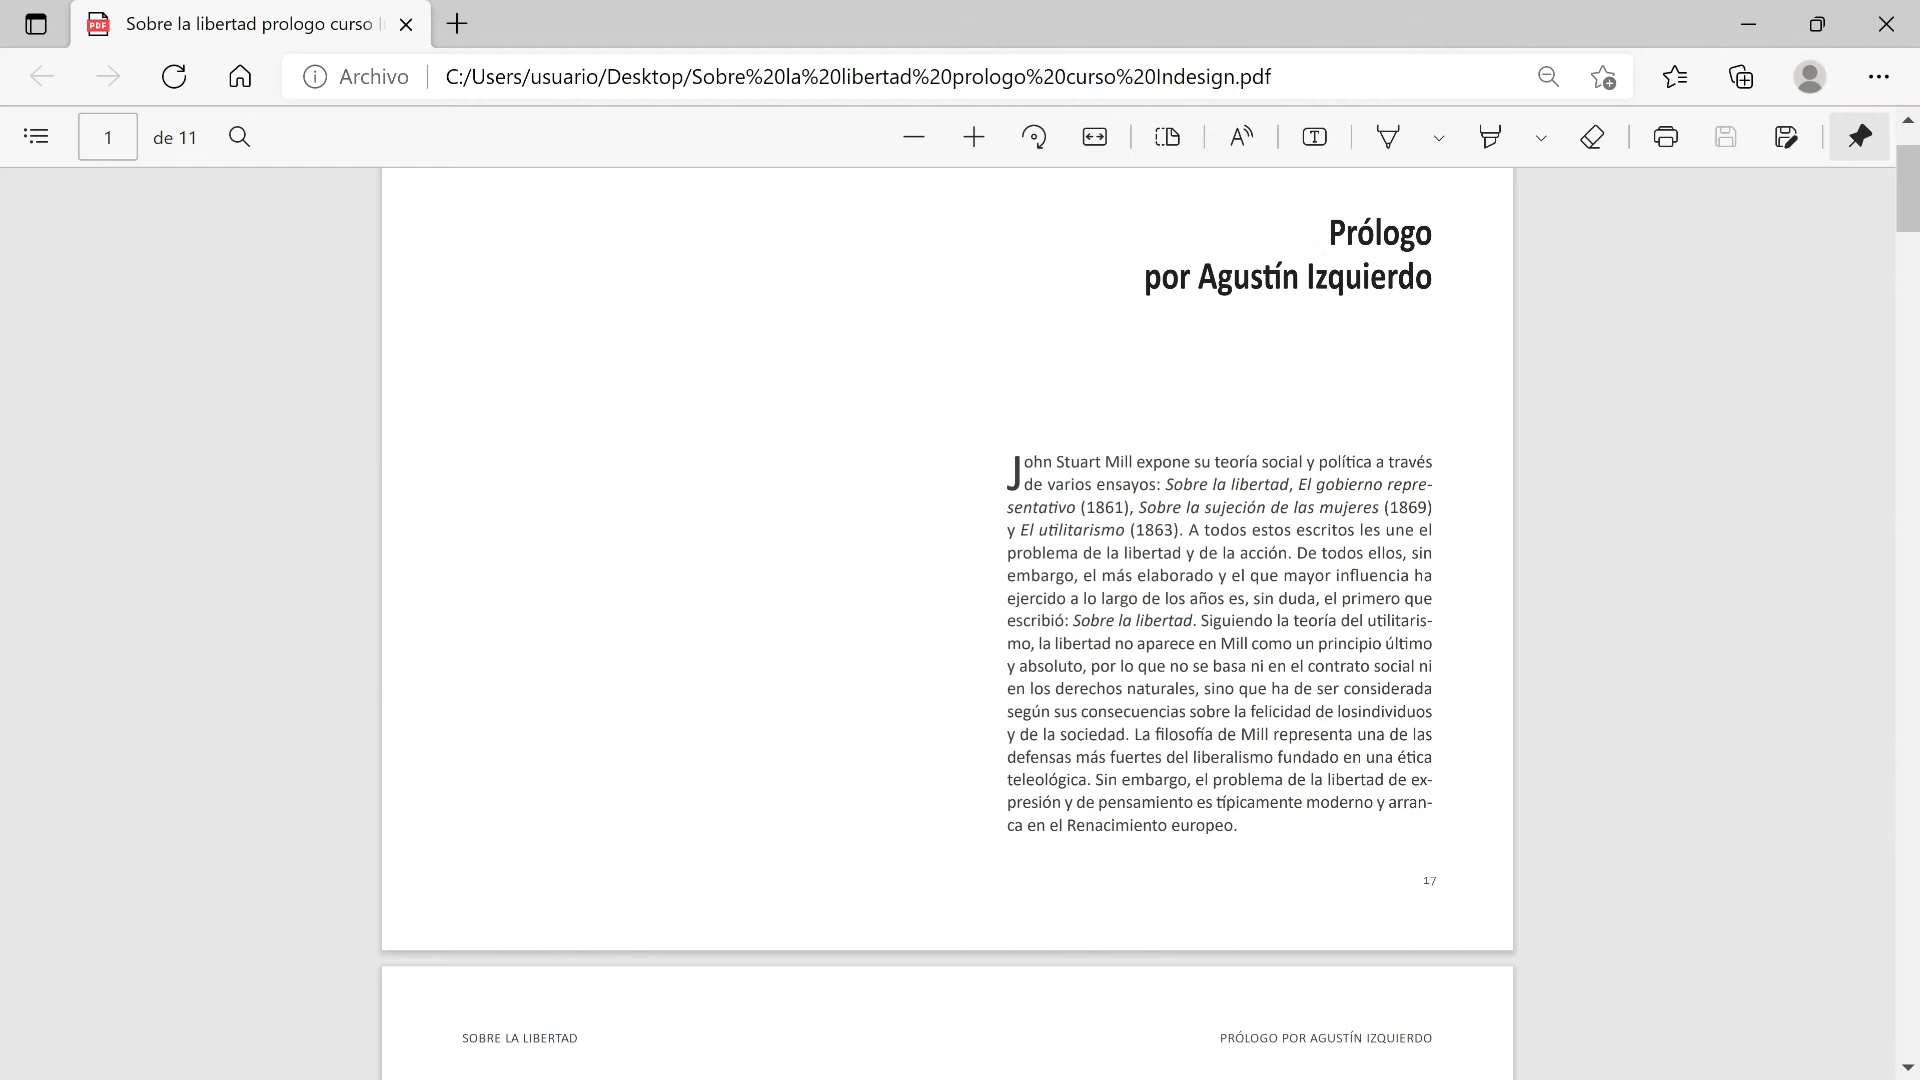 Sobre la libertad prologo curso
Archivo
C:/Users/usuario/Desktop/Sobre%20la%20libertad%20prologo%20curso%20Indesign.pdf
1 de 11
Prólogo
por Agustín Izquierdo
John Stuart Mill expone su teoría social y política a través
de varios ensayos: Sobre la libertad, El gobierno repre-
sentativo (1861), Sobre la sujeción de las mujeres (1869)
y El utilitarismo (1863). A todos estos escritos les une el
problema de la libertad y de la acción. De todos ellos, sin
embargo, el más elaborado y el que mayor influencia ha
ejercido a lo largo de los años es, sin duda, el primero que
escribió: Sobre la libertad. Siguiendo la teoría del utilitaris-
mo, la libertad no aparece en Mill como un principio último
y absoluto, por lo que no se basa ni en el contrato social ni
en los derechos naturales, sino que ha de ser considerada
según sus consecuencias sobre la felicidad de losindividuos
y de la sociedad. La filosofía de Mill representa una de las
defensas más fuertes del liberalismo fundado en una ética
teleológica. Sin embargo, el problema de la libertad de ex-
presión y de pensamiento es típicamente moderno y arran-
ca en el Renacimiento europeo.
17
SOBRE LA LIBERTAD
PRÓLOGO POR AGUSTÍN IZQUIERDO